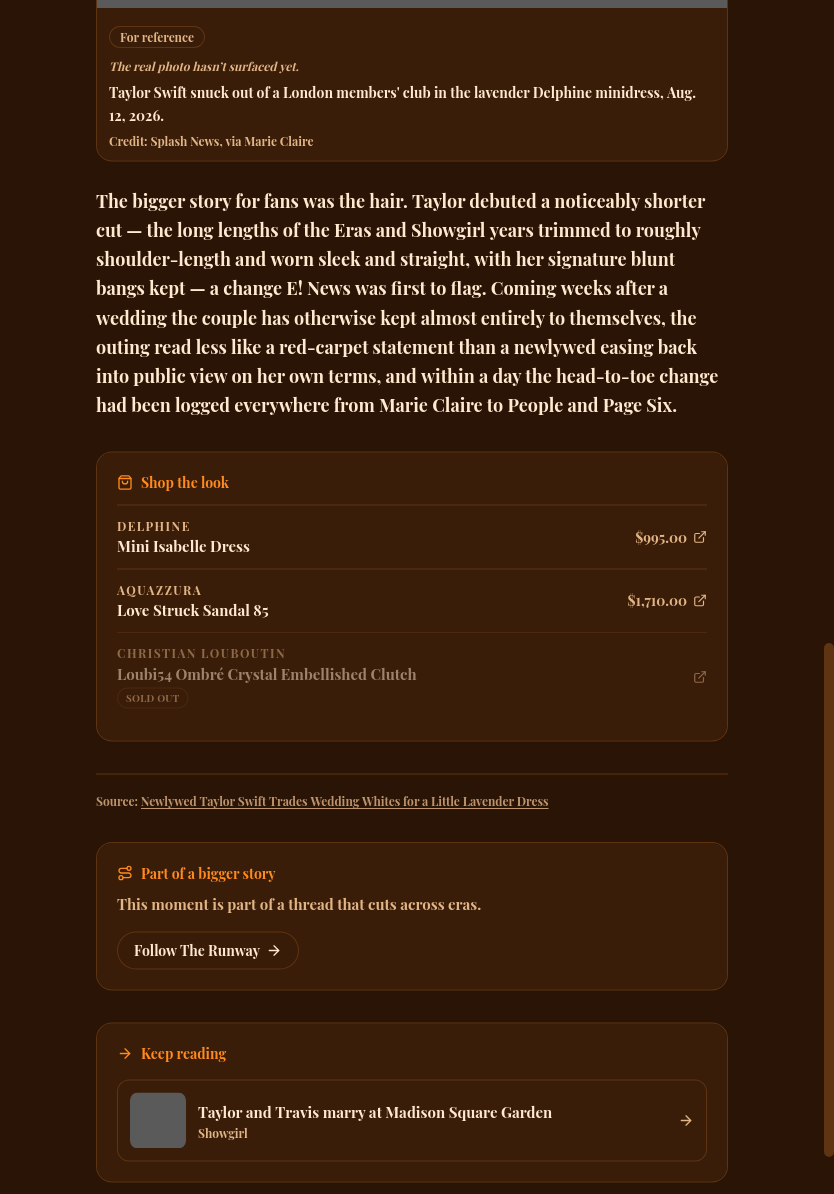 For reference
The real photo hasn't surfaced yet.
Taylor Swift snuck out of a London members' club in the lavender Delphine minidress, Aug.
12, 2026.
Credit: Splash News, via Marie Claire
The bigger story for fans was the hair. Taylor debuted a noticeably shorter
cut — the long lengths of the Eras and Showgirl years trimmed to roughly
shoulder-length and worn sleek and straight, with her signature blunt
bangs kept — a change E! News was first to flag. Coming weeks after a
wedding the couple has otherwise kept almost entirely to themselves, the
outing read less like a red-carpet statement than a newlywed easing back
into public view on her own terms, and within a day the head-to-toe change
had been logged everywhere from Marie Claire to People and Page Six.
Shop the look
DELPHINE
Mini Isabelle Dress
$995.00
AQUAZZURA
Love Struck Sandal 85
$1,710.00
CHRISTIAN LOUBOUTIN
Loubi54 Ombré Crystal Embellished Clutch
SOLD OUT
Source: Newlywed Taylor Swift Trades Wedding Whites for a Little Lavender Dress
Part of a bigger story
This moment is part of a thread that cuts across eras.
Follow The Runway
Keep reading
Taylor and Travis marry at Madison Square Garden
Showgirl